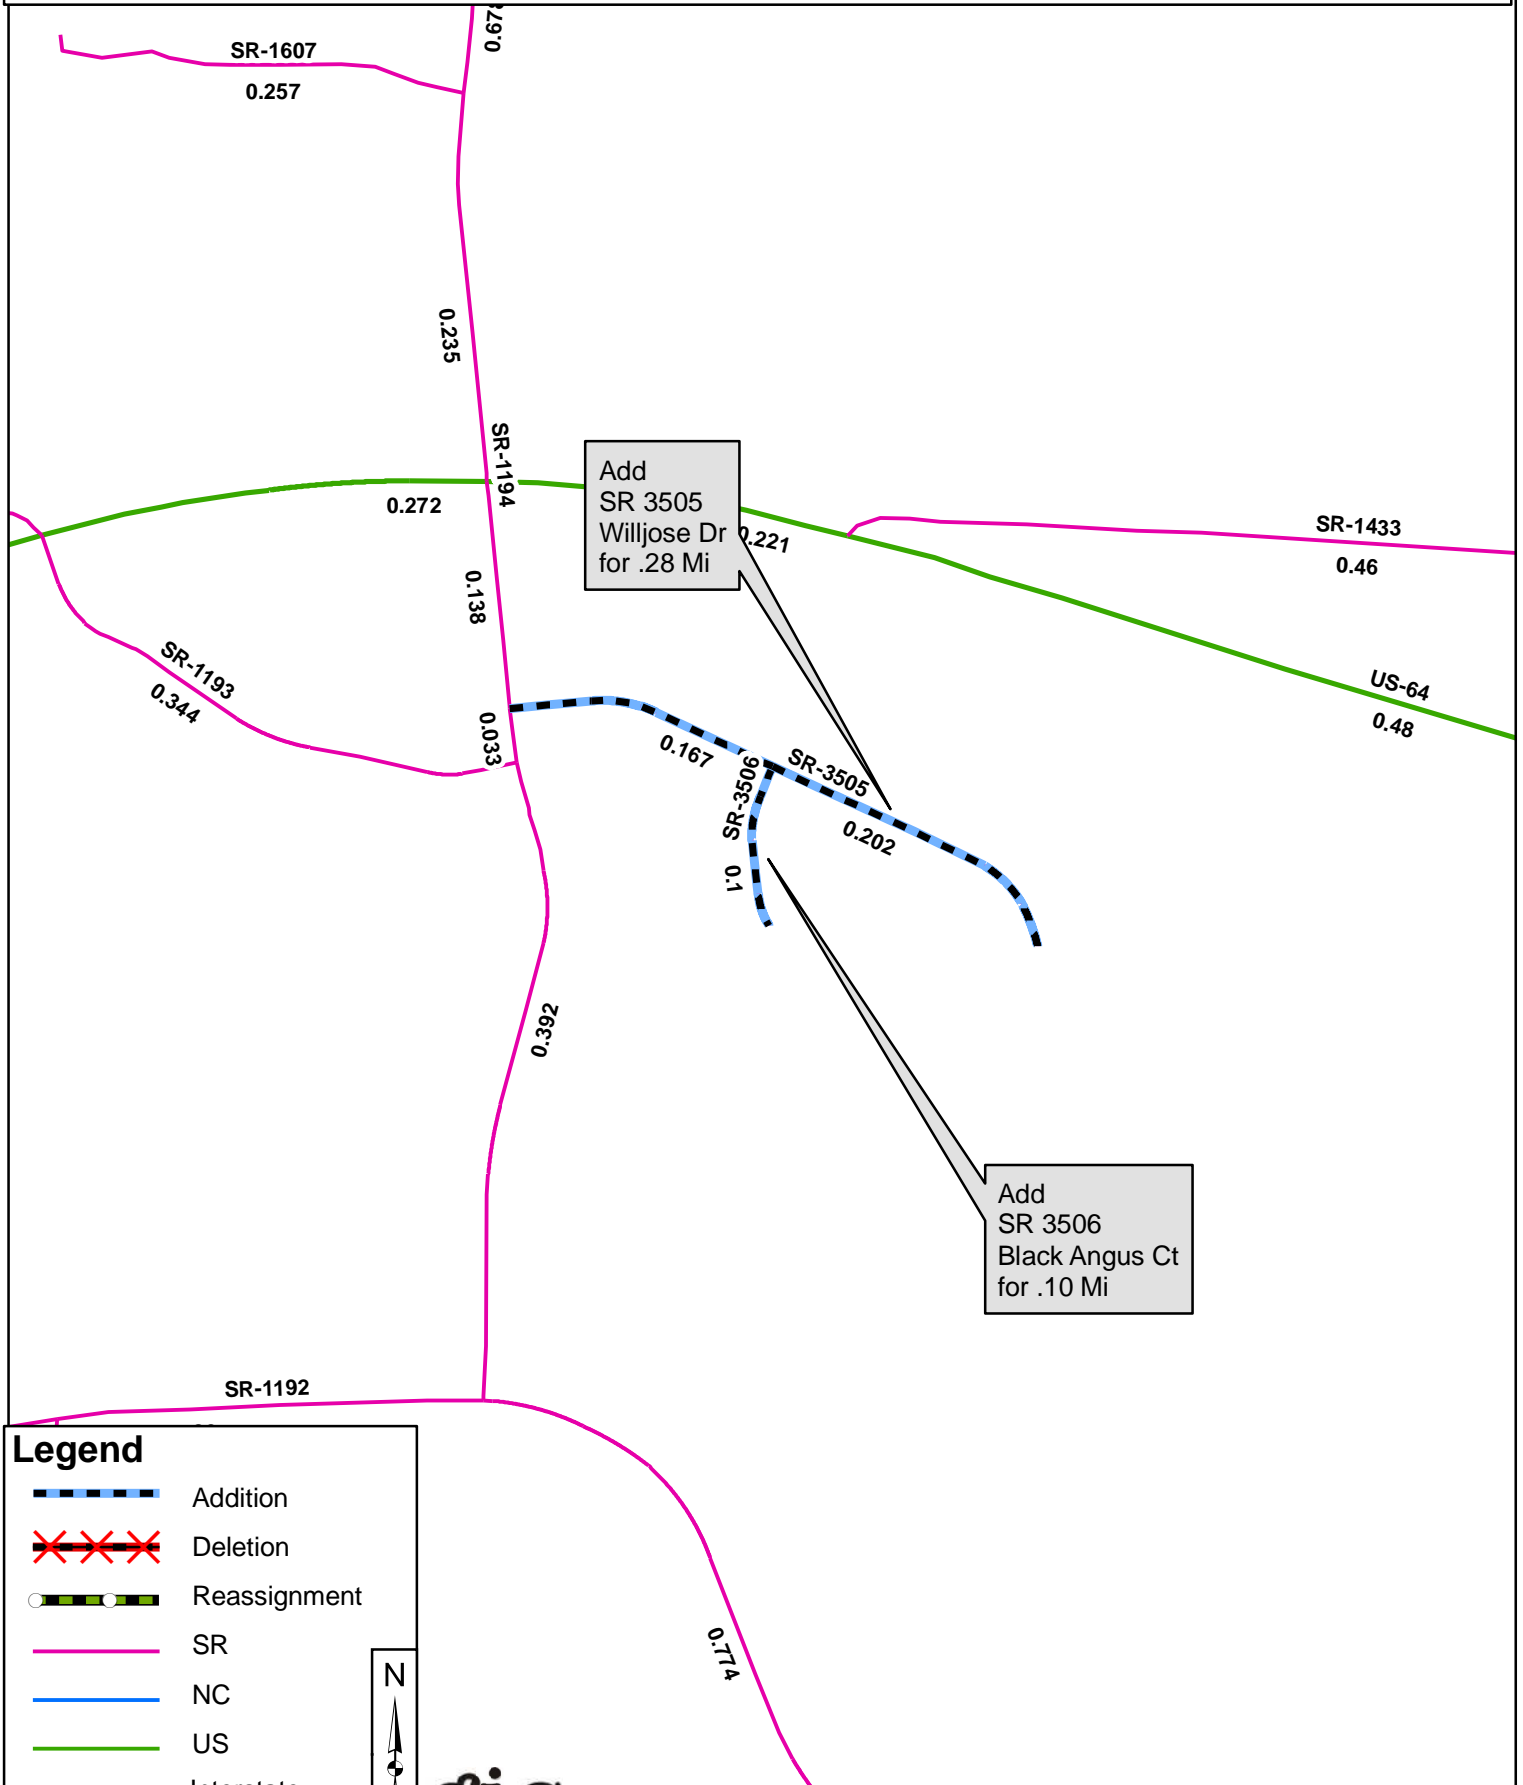 0.679
SR-1607
0.257
0.235
SR-1194
0.272
Add
SR 3505
Willjose Dr
for .28 Mi
0.221
SR-1433
0.46
0.138
SR-1193
0.344
US-64
0.48
0.033
0.167
SR-3506
SR-3505
0.202
0.1
0.392
Add
SR 3506
Black Angus Ct
for .10 Mi
SR-1192
Legend
Addition
Deletion
Reassignment
SR
N
NC
US
Interstate
0.774